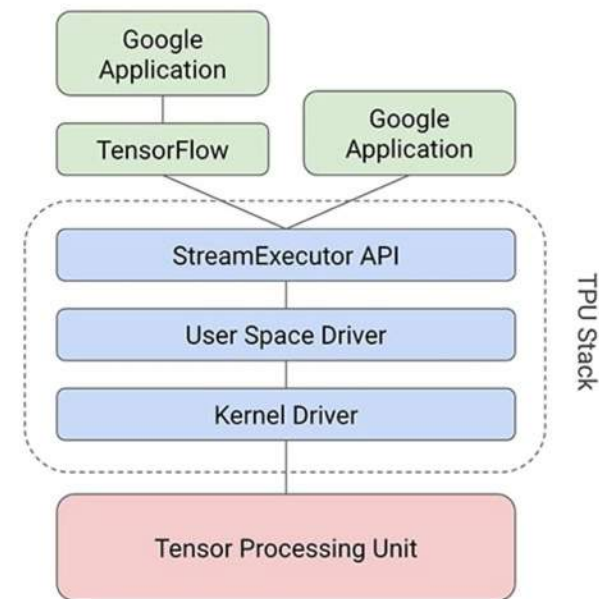 Google
Application
TensorFlow
Google
Application
StreamExecutor API
User Space Driver
Kernel Driver
TPU Stack
Tensor Processing Unit